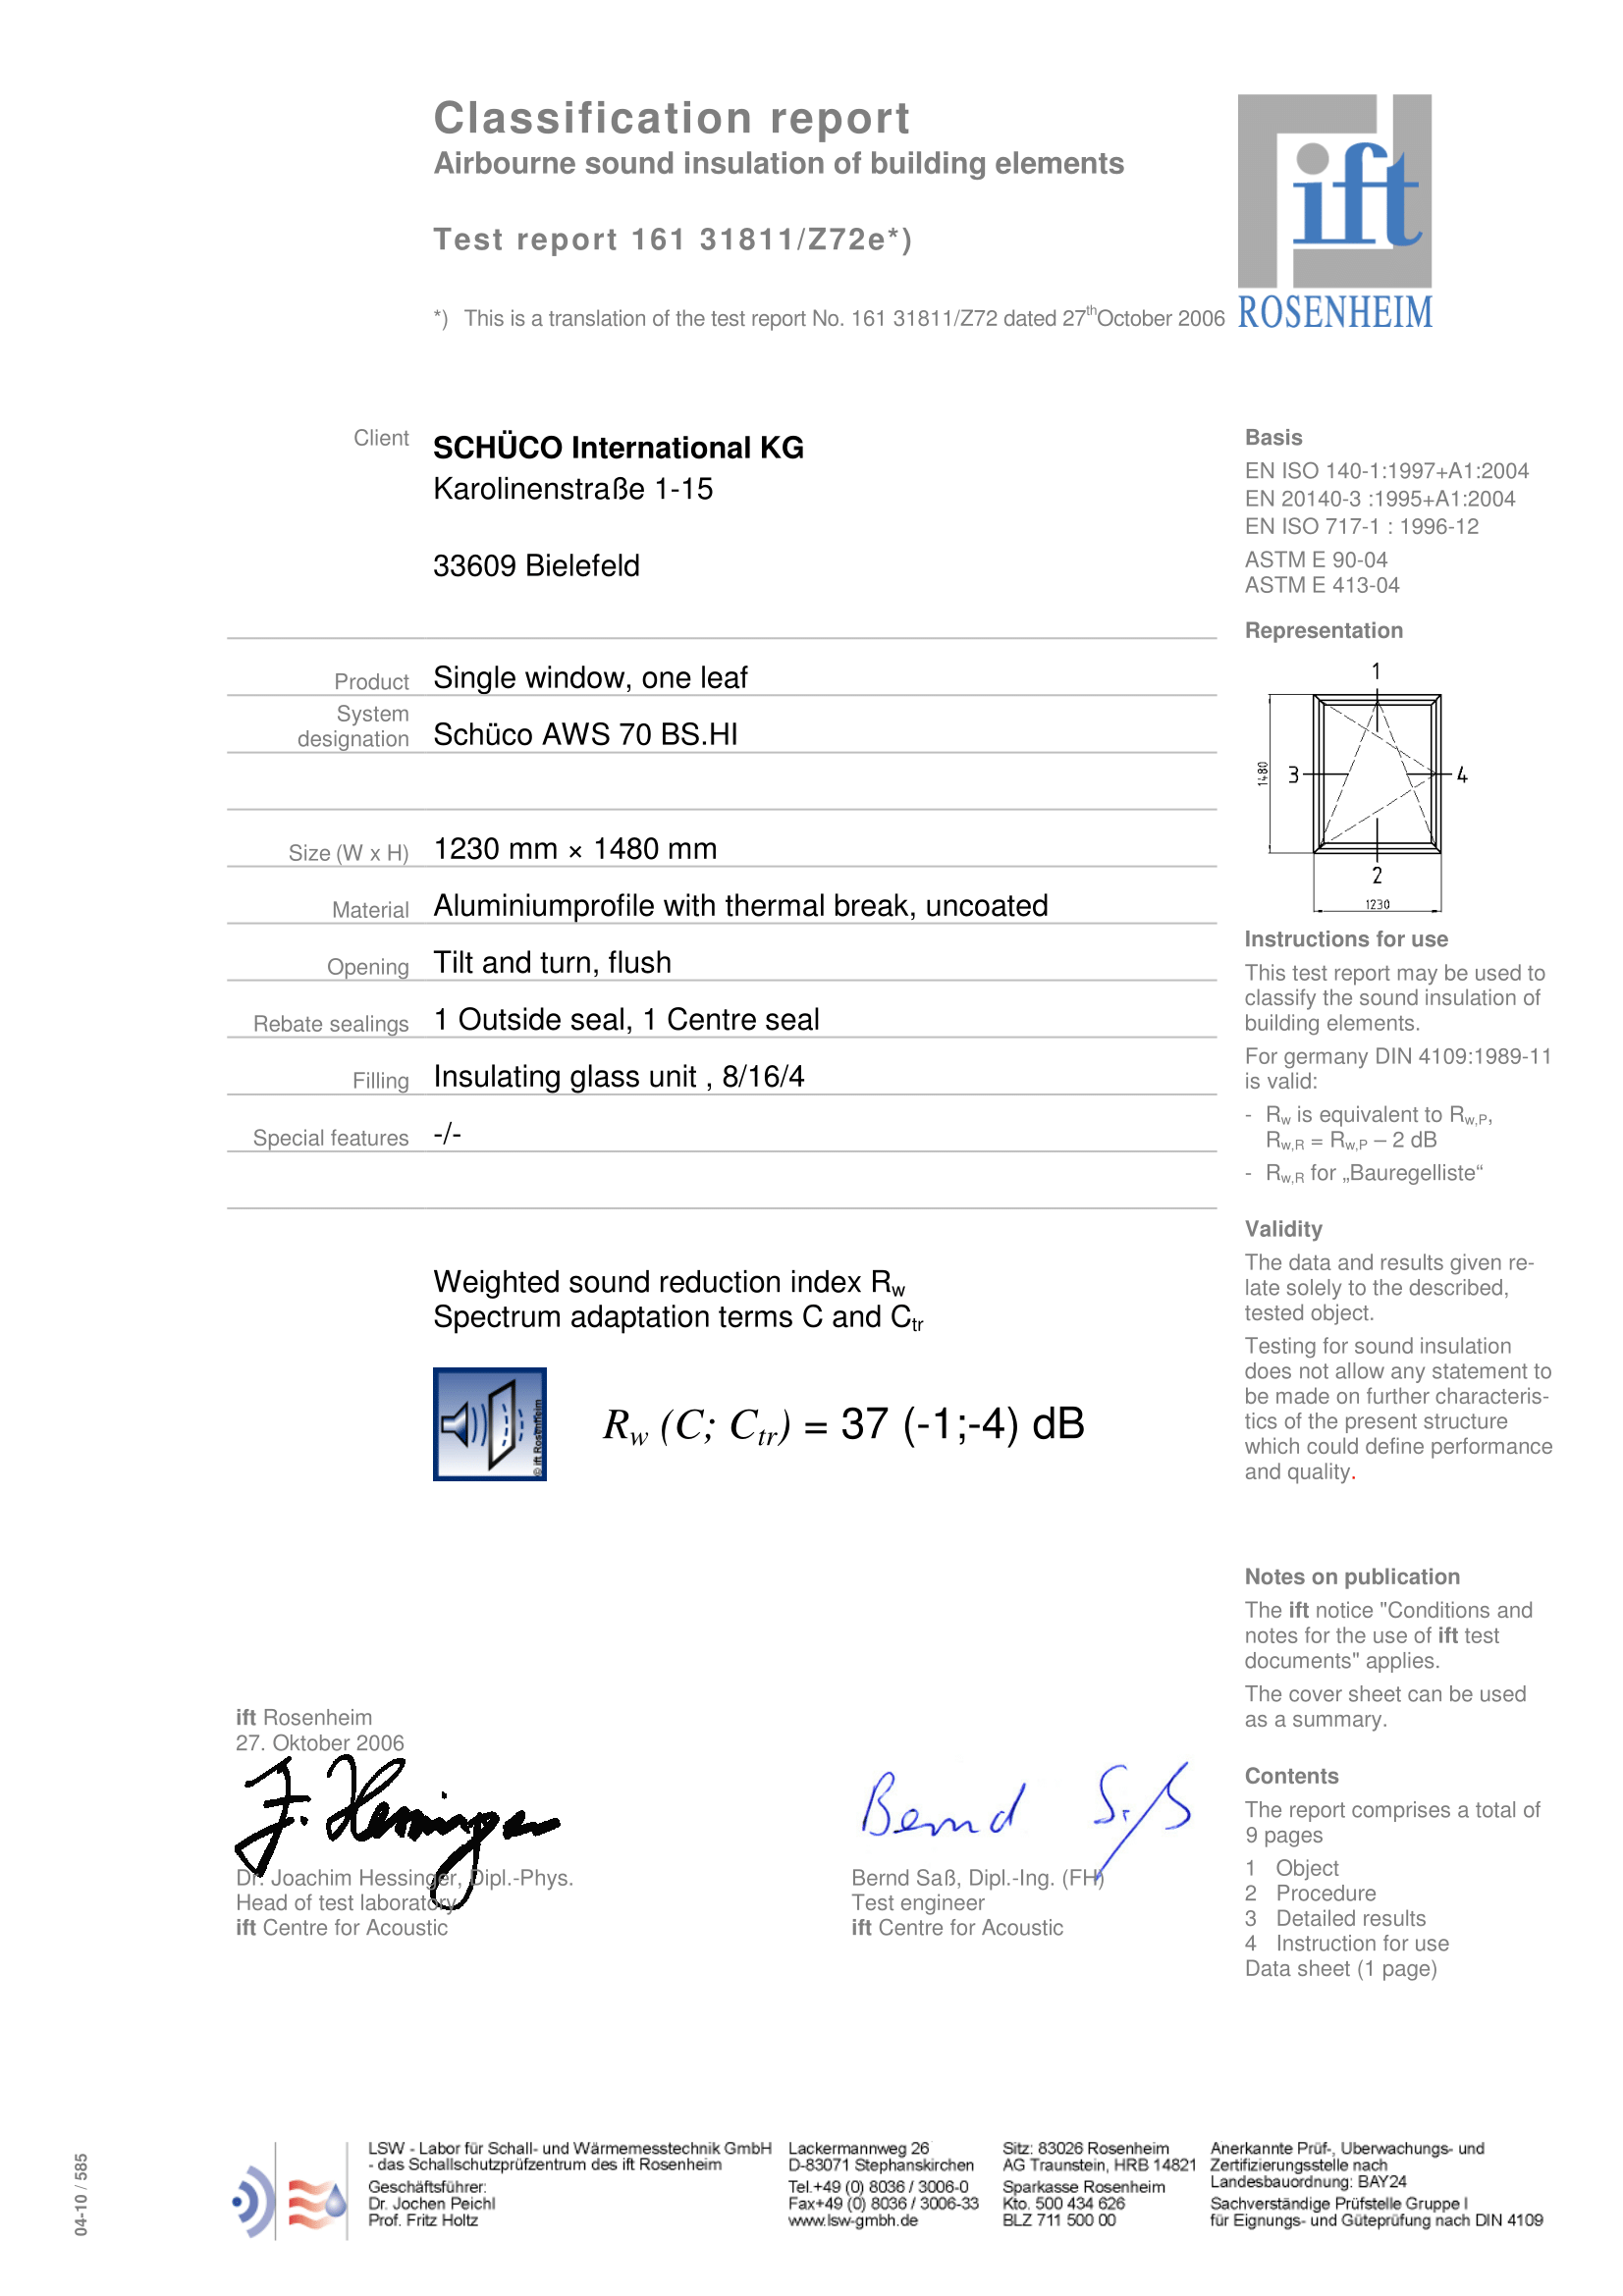 Classification report
Airbourne sound insulation of building elements
Test report 161 31811/Z72e*)
*) This is a translation of the test report No. 161 31811/Z72 dated 27thOctober 2006
ift
ROSENHEIM
Client
SCHÜCO International KG
Karolinenstraße 1-15
33609 Bielefeld
Product Single window, one leaf
System
designation Schüco AWS 70 BS.HI
Size (W x H) 1230 mm × 1480 mm
Material Aluminiumprofile with thermal break, uncoated
Opening Tilt and turn, flush
Rebate sealings 1 Outside seal, 1 Centre seal
Filling Insulating glass unit , 8/16/4
Special features -/-
Weighted sound reduction index Rw
Spectrum adaptation terms C and Ctr
© ift Rosenheim
Rw (C; Ctr) = 37 (-1;-4) dB
Basis
EN ISO 140-1:1997+A1:2004
EN 20140-3 :1995+A1:2004
EN ISO 717-1 : 1996-12
ASTM E 90-04
ASTM E 413-04
Representation
1
1480
3
4
2
1230
Instructions for use
This test report may be used to
classify the sound insulation of
building elements.
For germany DIN 4109:1989-11
is valid:
- Rw is equivalent to Rw,P,
Rw,R = Rw,P – 2 dB
- Rw,R for „Bauregelliste“
Validity
The data and results given re-
late solely to the described,
tested object.
Testing for sound insulation
does not allow any statement to
be made on further characteris-
tics of the present structure
which could define performance
and quality.
Notes on publication
The ift notice "Conditions and
notes for the use of ift test
documents" applies.
The cover sheet can be used
as a summary.
Contents
The report comprises a total of
9 pages
1 Object
2 Procedure
3 Detailed results
4 Instruction for use
Data sheet (1 page)
ift Rosenheim
27. Oktober 2006
J. Hessinger
Dr. Joachim Hessinger, Dipl.-Phys.
Head of test laboratory
ift Centre for Acoustic
Bernd Saß
Bernd Saß, Dipl.-Ing. (FH)
Test engineer
ift Centre for Acoustic
04-10 / 585
LSW - Labor für Schall- und Wärmemesstechnik GmbH
- das Schallschutzprüfzentrum des ift Rosenheim
Geschäftsführer:
Dr. Jochen Peichl
Prof. Fritz Holtz
Lackermannweg 26
D-83071 Stephanskirchen
Tel.+49 (0) 8036 / 3006-0
Fax+49 (0) 8036 / 3006-33
www.lsw-gmbh.de
Sitz: 83026 Rosenheim
AG Traunstein, HRB 14821
Sparkasse Rosenheim
Kto. 500 434 626
BLZ 711 500 00
Anerkannte Prüf-, Überwachungs- und
Zertifizierungsstelle nach
Landesbauordnung: BAY24
Sachverständige Prüfstelle Gruppe I
für Eignungs- und Güteprüfung nach DIN 4109